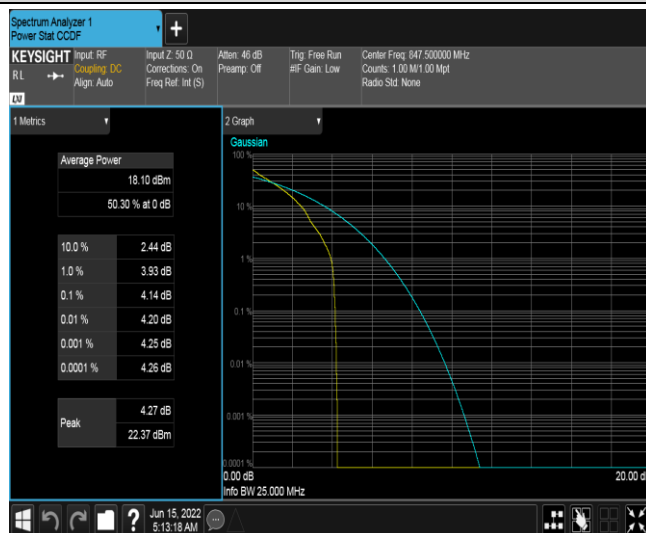 Spectrum Analyzer 1
Power Stat CCDF
+
KEYSIGHT
RL
LXI
Input: RF
Coupling: DC
Align: Auto
Input Z: 50 Ω
Corrections: On
Freq Ref: Int (S)
Atten: 46 dB
Preamp: Off
Trig: Free Run
#IF Gain: Low
Center Freq: 847.500000 MHz
Counts: 1.00 M/1.00 Mpt
Radio Std: None
1 Metrics
Average Power
18.10 dBm
50.30 % at 0 dB
10.0 % 2.44 dB
1.0 % 3.93 dB
0.1 % 4.14 dB
0.01 % 4.20 dB
0.001 % 4.25 dB
0.0001 % 4.26 dB
Peak
4.27 dB
22.37 dBm
2 Graph
Gaussian
100 %
10 %
1 %
0.1 %
0.01 %
0.001 %
0.0001 %
0.00 dB
20.00 d
Info BW 25.000 MHz
?
Jun 15, 2022
5:13:18 AM